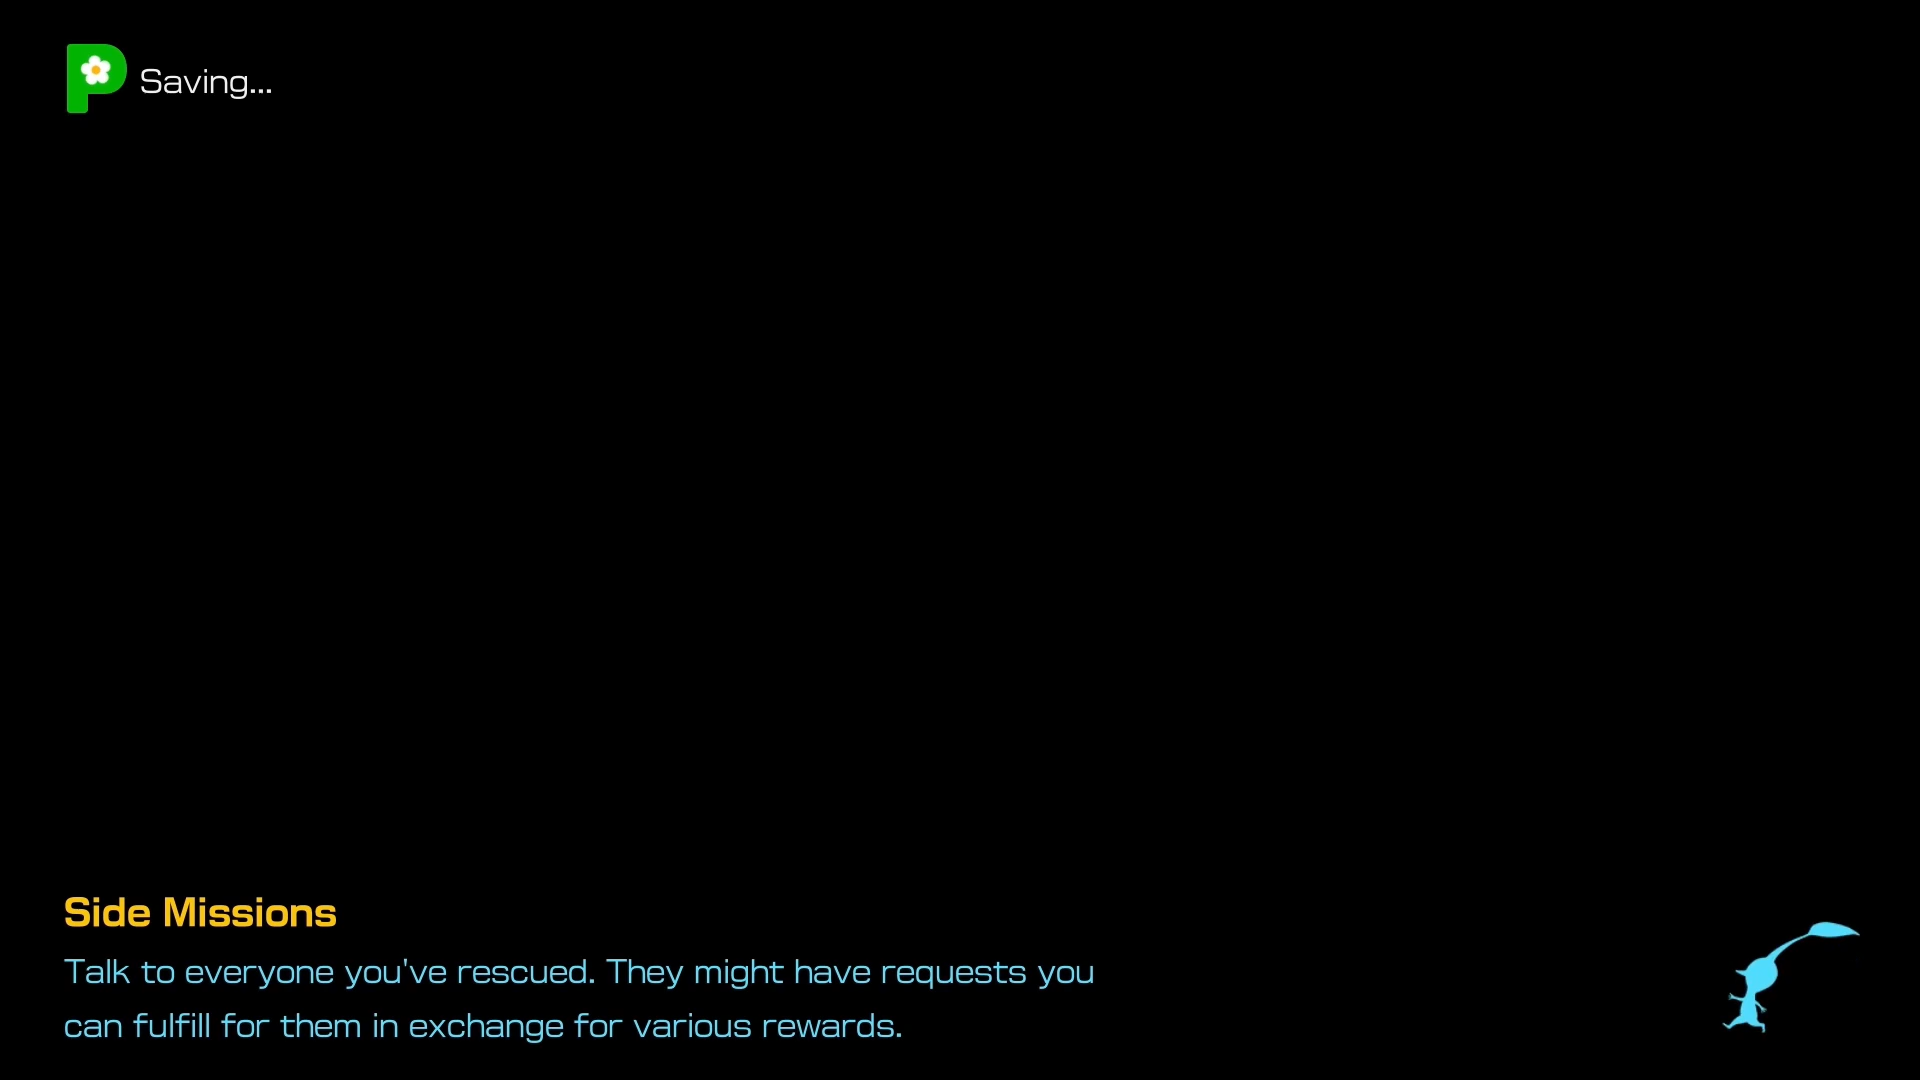 P Saving...
Side Missions
Talk to everyone you've rescued. They might have requests you
can fulfill for them in exchange for various rewards.